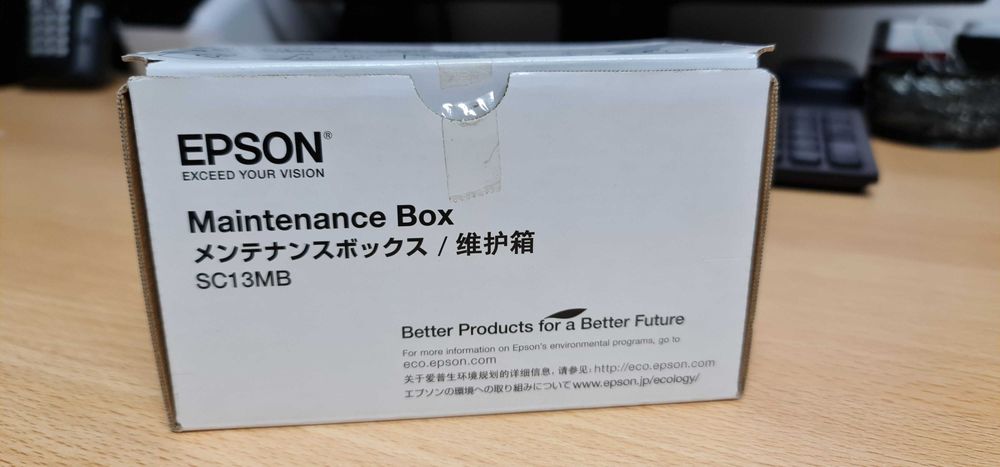 EPSON®
EXCEED YOUR VISION
Maintenance Box
メンテナンスボックス / 维护箱
SC13MB
Better Products for a Better Future
For more information on Epson's environmental programs, go to
eco.epson.com
关于爱普生环境规划的详细信息，请参见：http://eco.epson.com
エプソンの環境への取り組みについて www.epson.jp/ecology/